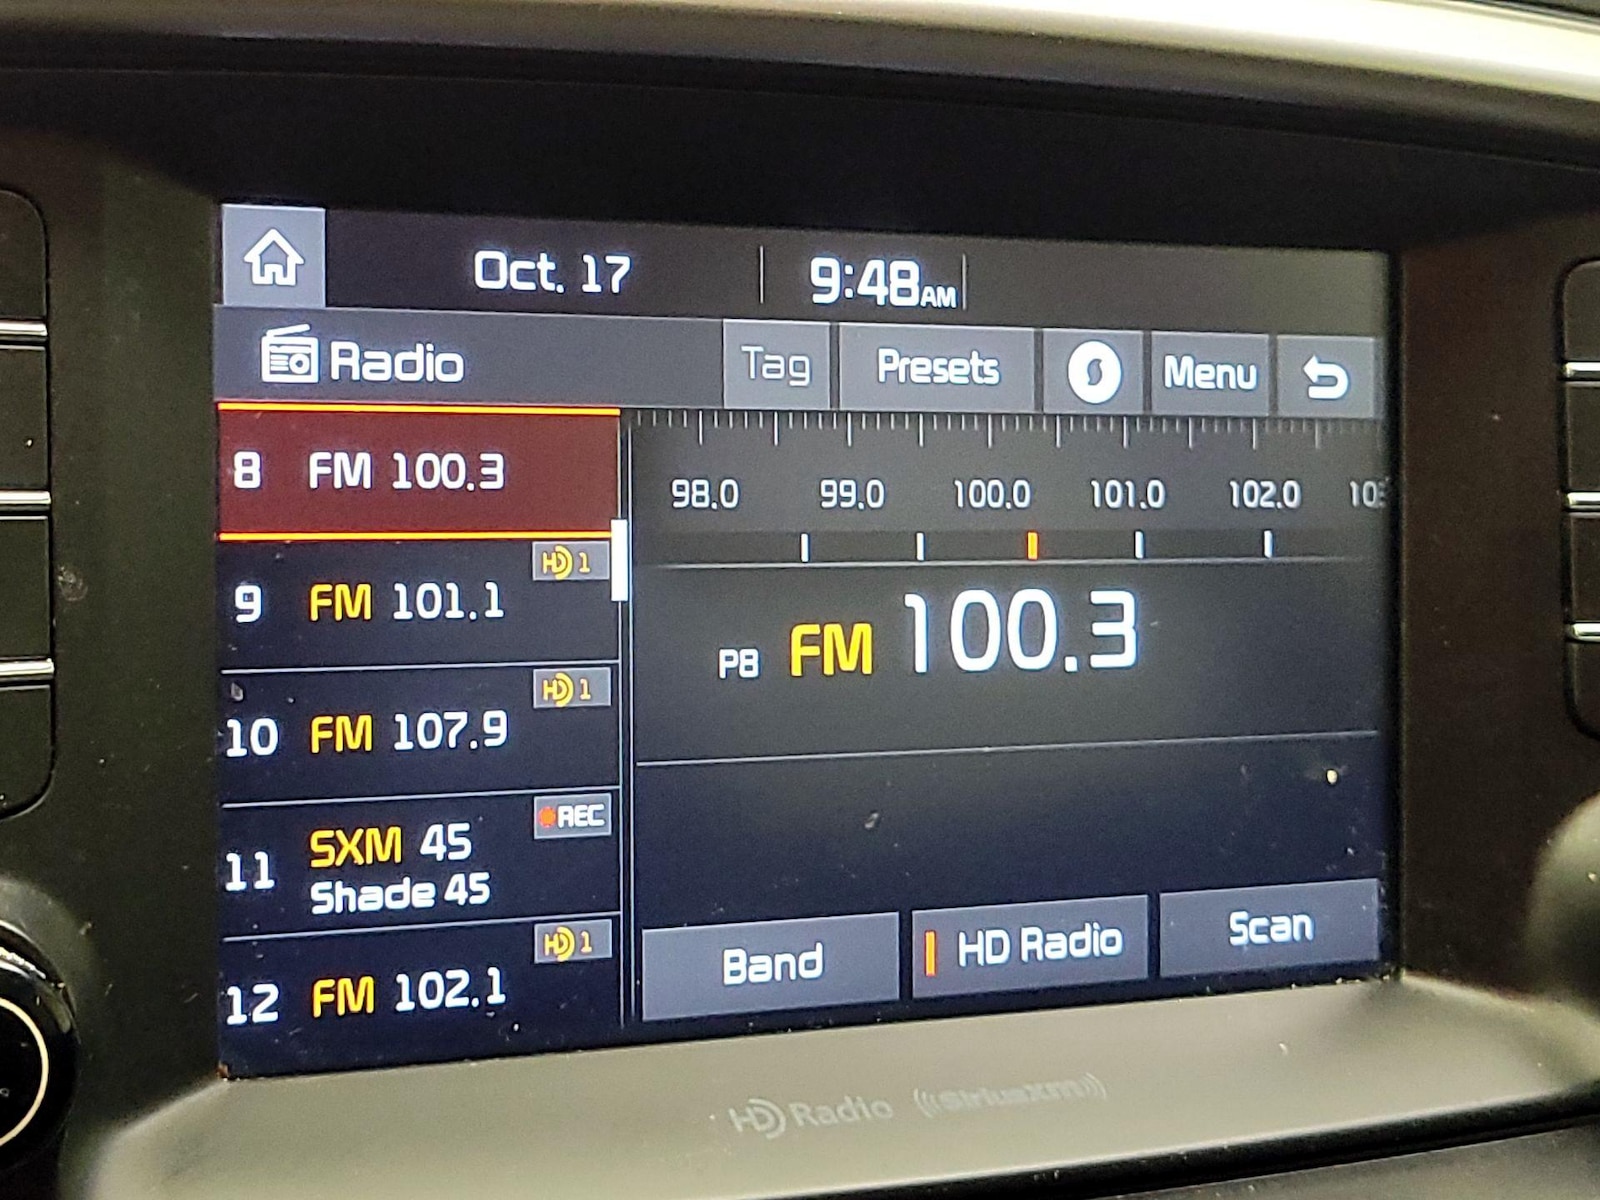 Oct. 17 9:48AM
Radio Tag Presets Menu
8 FM 100.3
HD 1
9 FM 101.1
HD 1
10 FM 107.9
REC
11 SXM 45
Shade 45
HD 1
12 FM 102.1
98.0 99.0 100.0 101.0 102.0
P8 FM 100.3
Band HD Radio Scan
HD Radio ((SiriusXM))